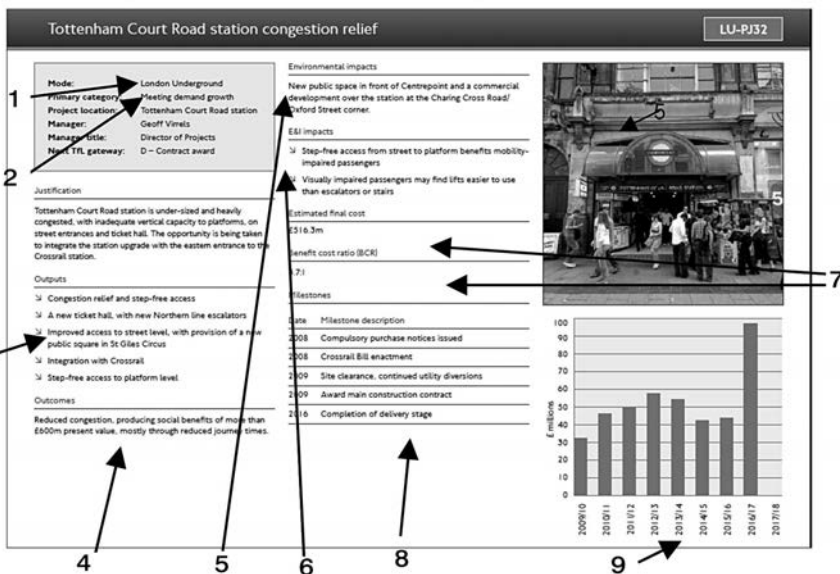 Tottenham Court Road station congestion relief
LU-PJ32
Mode: London Underground
Primary category: Meeting demand growth
Project location: Tottenham Court Road station
Manager: Geoff Virrels
Manager title: Director of Projects
Next TfL gateway: D – Contract award
1
2
Justification
Tottenham Court Road station is under-sized and heavily
congested, with inadequate vertical capacity to platforms, on
street entrances and ticket hall. The opportunity is being taken
to integrate the station upgrade with the eastern entrance to the
Crossrail station.
Outputs
Congestion relief and step-free access
A new ticket hall, with new Northern line escalators
Improved access to street level, with provision of a new
public square in St Giles Circus
Integration with Crossrail
Step-free access to platform level
Outcomes
Reduced congestion, producing social benefits of more than
£600m present value, mostly through reduced journey times.
4
Environmental impacts
New public space in front of Centrepoint and a commercial
development over the station at the Charing Cross Road/
Oxford Street corner.
E&I impacts
Step-free access from street to platform benefits mobility-
impaired passengers
Visually impaired passengers may find lifts easier to use
than escalators or stairs
Estimated final cost
£516.3m
Benefit cost ratio (BCR)
1.7:1
Milestones
Date Milestone description
2008 Compulsory purchase notices issued
2008 Crossrail Bill enactment
2009 Site clearance, continued utility diversions
2009 Award main construction contract
2016 Completion of delivery stage
5
6
8
5
TOTTENHAM COURT ROAD STATION
5
7
100
90
80
70
60
50
40
30
20
10
0
£ millions
2009/10
2010/11
2011/12
2012/13
2013/14
2014/15
2015/16
2016/17
2017/18
9